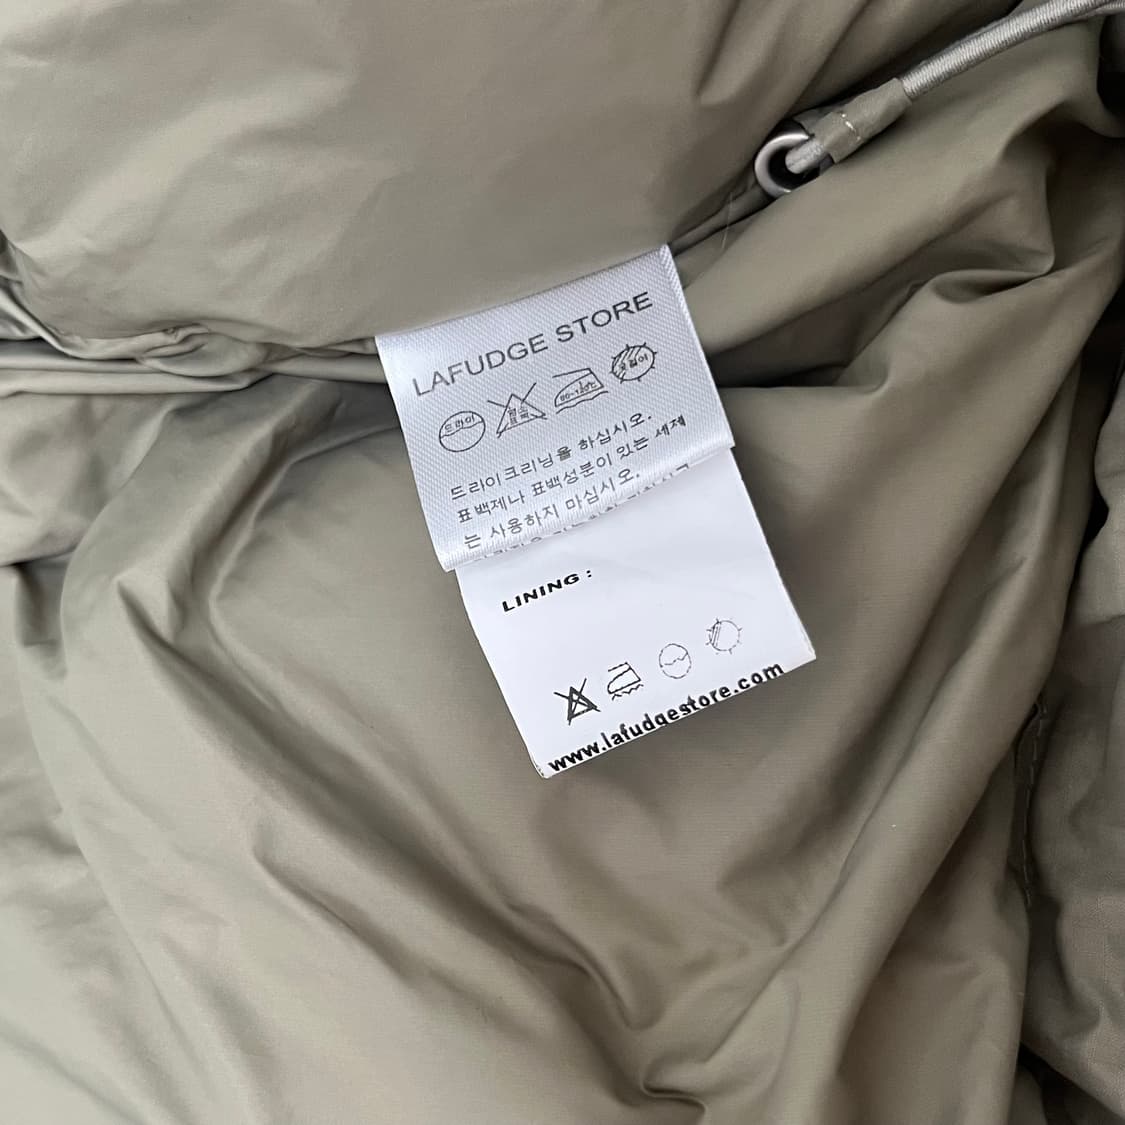 LAFUDGE STORE
드라이
80~120℃
드라이크리닝을 하십시오.
표백제나 표백성분이 있는 세제
는 사용하지 마십시오.
LINING :
www.lafudgestore.com